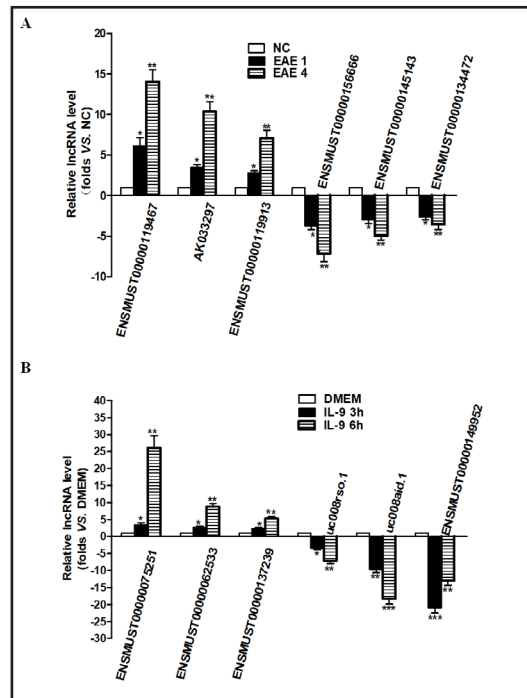 A
NC
EAE 1
EAE 4
Relative lncRNA level
(folds VS. NC)
20
15
10
5
0
-5
-10
*
**
*
**
*
**
*
**
*
**
*
**
ENSMUST00000119467
AK033297
ENSMUST00000119913
ENSMUST00000156666
ENSMUST00000145143
ENSMUST00000134472
B
DMEM
IL-9 3h
IL-9 6h
Relative lncRNA level
(folds VS. DMEM)
40
35
30
25
20
15
10
5
0
-5
-10
-15
-20
-25
-30
*
**
*
**
*
**
*
**
**
***
***
**
ENSMUST00000075251
ENSMUST00000062533
ENSMUST00000137239
uc008rso.1
uc008aid.1
ENSMUST00000149952